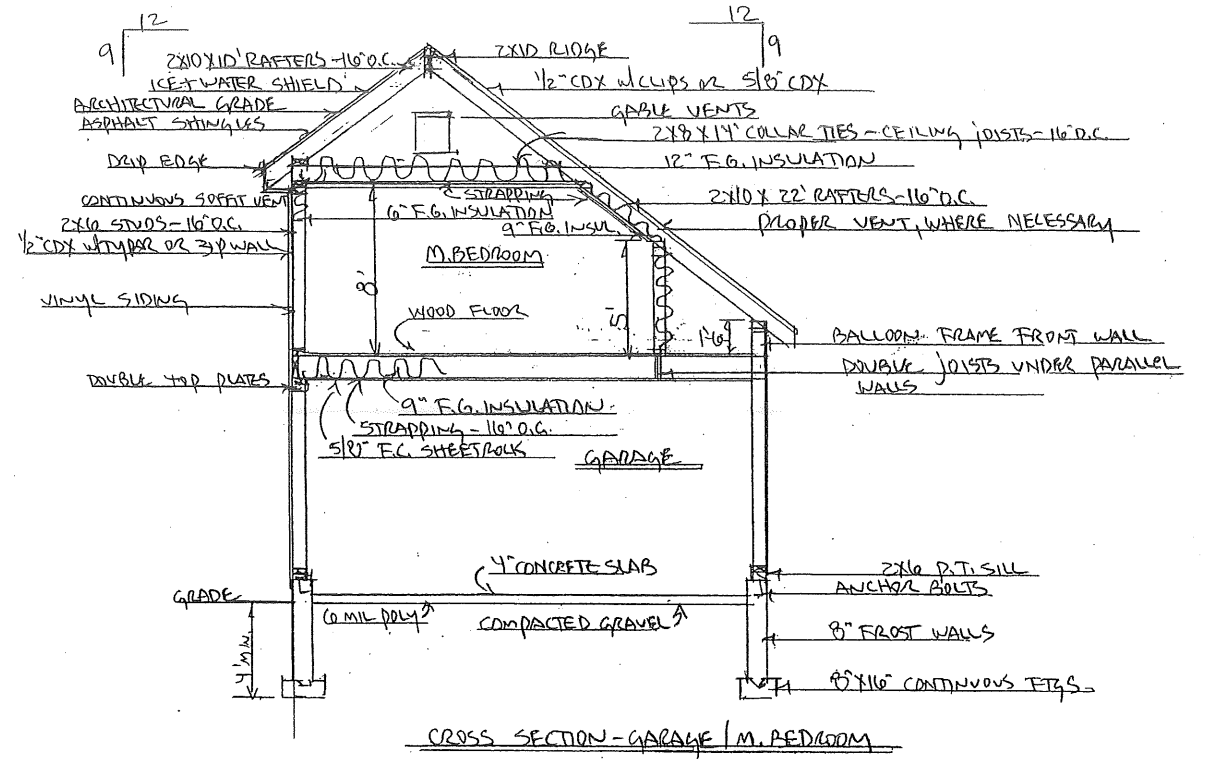 12
12
9
9
2X10X10' RAFTERS-16"O.C.
2X10 RIDGE
ICE+WATER SHIELD
1/2" CDX W/CLIPS OR 5/8" CDX
ARCHITECTURAL GRADE
ASPHALT SHINGLES
GABLE VENTS
2X8X14' COLLAR TIES-CEILING JOISTS-16"O.C.
DRIP EDGE
12" F.G. INSULATION
CONTINUOUS SOFFIT VENT
STRAPPING
2X10 X 22' RAFTERS-16"O.C.
2X6 STUDS-16"O.C.
6" F.G. INSULATION
9" F.G. INSUL.
PROPER VENT, WHERE NECESSARY
1/2" CDX W/TYPAR OR ZIP WALL
M. BEDROOM
8'
VINYL SIDING
WOOD FLOOR
5'
1'-6"
BALLOON FRAME FRONT WALL
DOUBLE TOP PLATES
DOUBLE JOISTS UNDER PARALLEL
WALLS
9" F.G. INSULATION
STRAPPING-16"O.C.
5/8" F.C. SHEETROCK
GARAGE
4" CONCRETE SLAB
2X6 P.T. SILL
GRADE
ANCHOR BOLTS
6 MIL POLY
COMPACTED GRAVEL
8" FROST WALLS
4' MIN.
8"X16" CONTINUOUS FTGS.
CROSS SECTION-GARAGE/M. BEDROOM